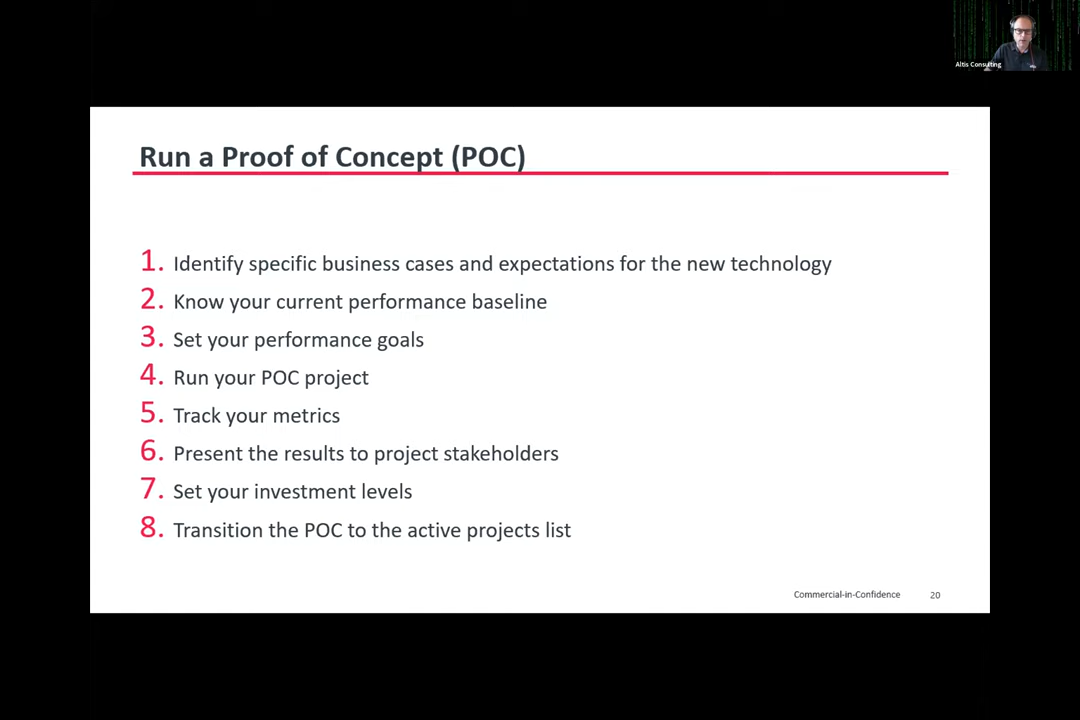 Altis Consulting
Run a Proof of Concept (POC)
1. Identify specific business cases and expectations for the new technology
2. Know your current performance baseline
3. Set your performance goals
4. Run your POC project
5. Track your metrics
6. Present the results to project stakeholders
7. Set your investment levels
8. Transition the POC to the active projects list
Commercial-in-Confidence 20